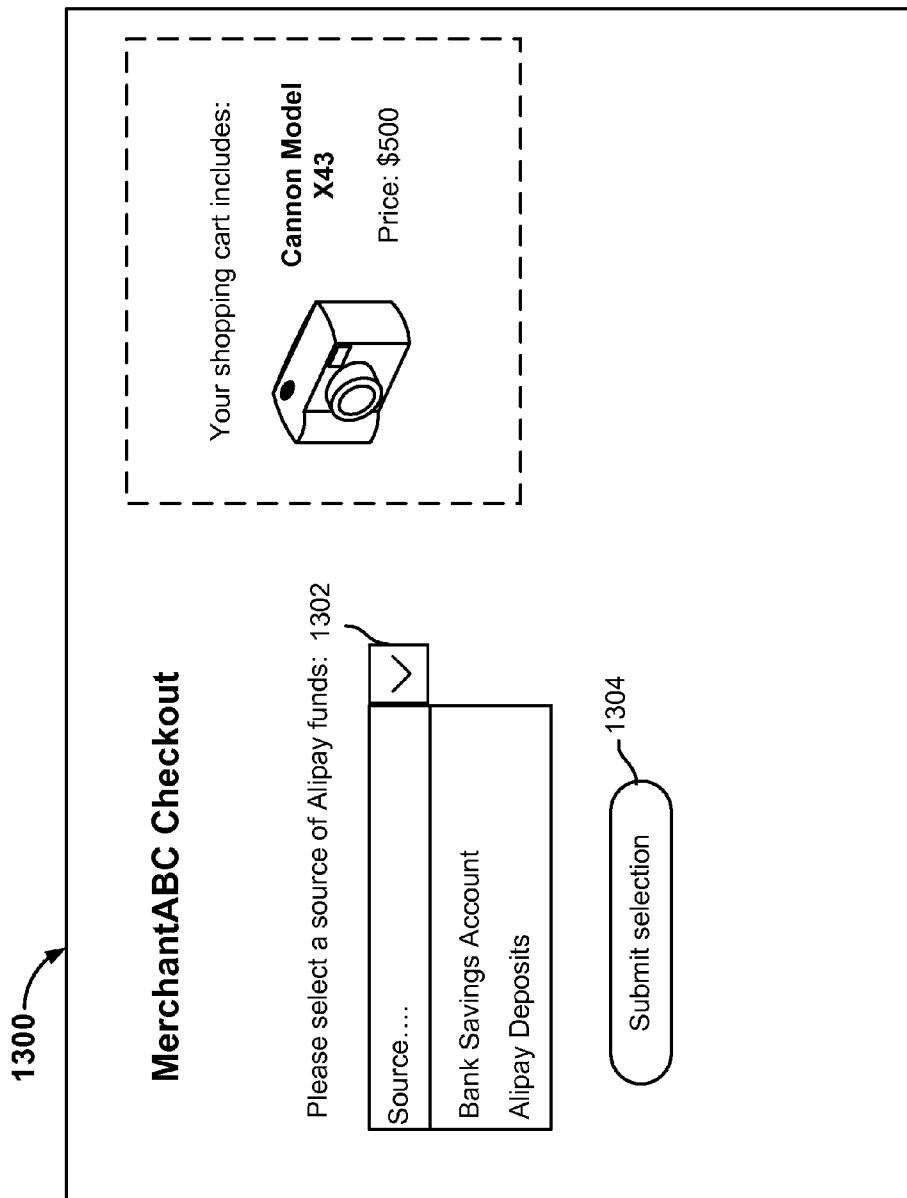 1300
MerchantABC Checkout
Please select a source of Alipay funds:
1302
Source....
Bank Savings Account
Alipay Deposits
Submit selection
1304
Your shopping cart includes:
Cannon Model
X43
Price: $500